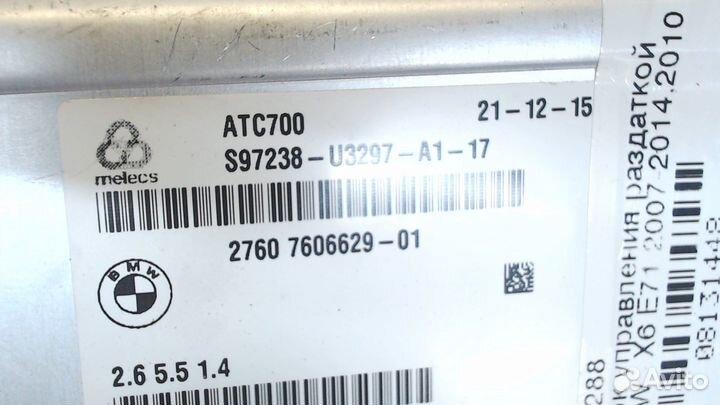 ATC700
21-12-15
S97238-U3297-A1-17
melecs
2760 7606629-01
BMW
2.6 5.5 1.4
управления раздаткой
X6 E71 2007-2014,2010
08131449
288
Avito